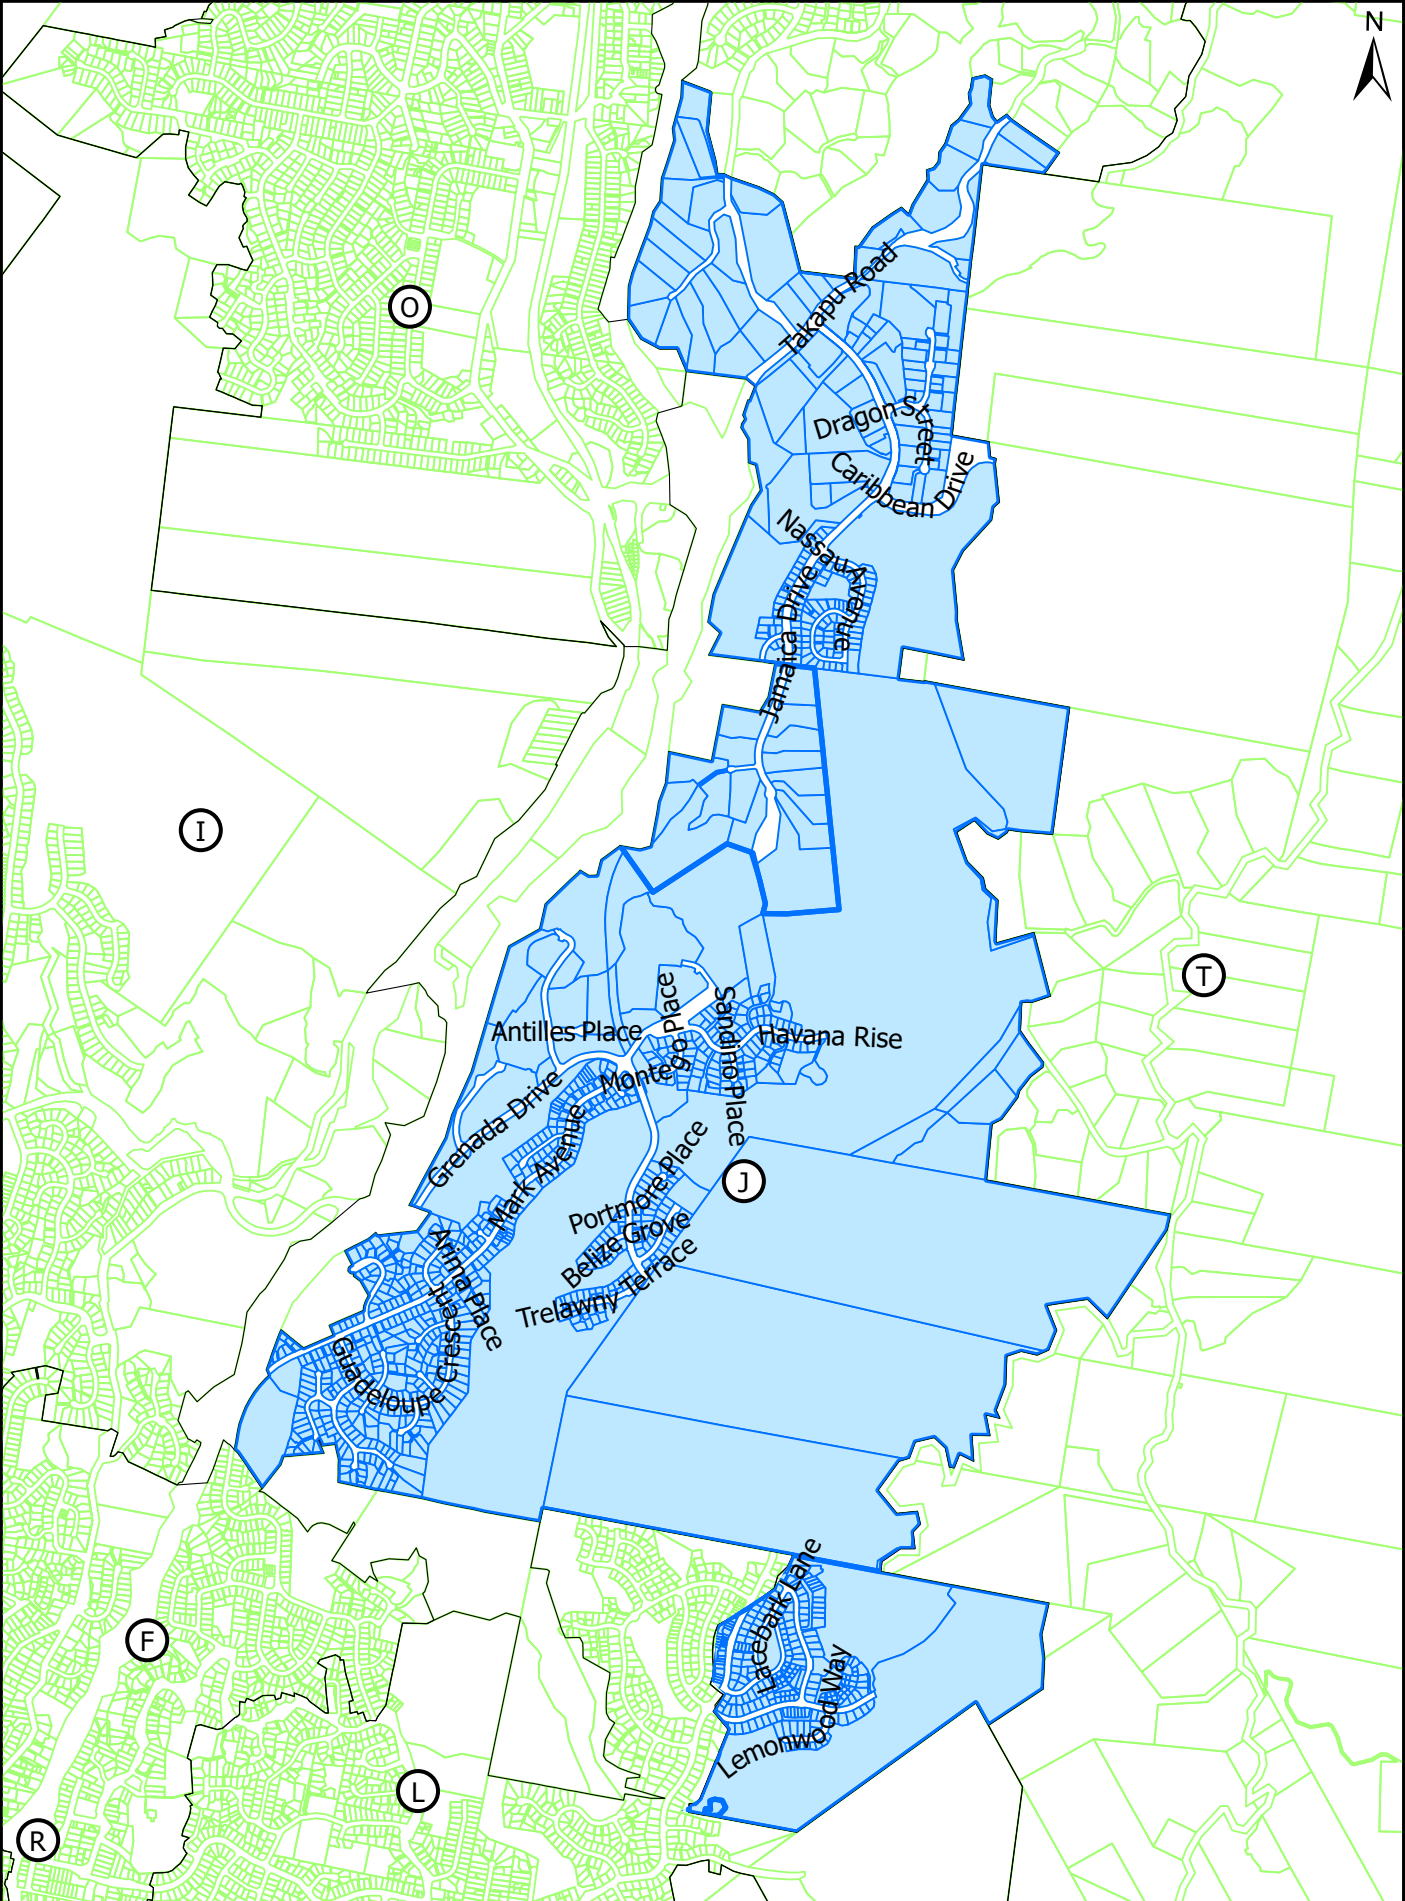 N
O
Takapu Road
Dragon Street
Caribbean Drive
Nassau Avenue
Jamaica Drive
I
T
Antilles Place
Montego Place
Sandino Place
Havana Rise
Grenada Drive
Mark Avenue
Portmore Place
J
Belize Grove
Trelawny Terrace
Arima Place
Guadeloupe Crescent
Lacebark Lane
F
Lemonwood Way
L
R